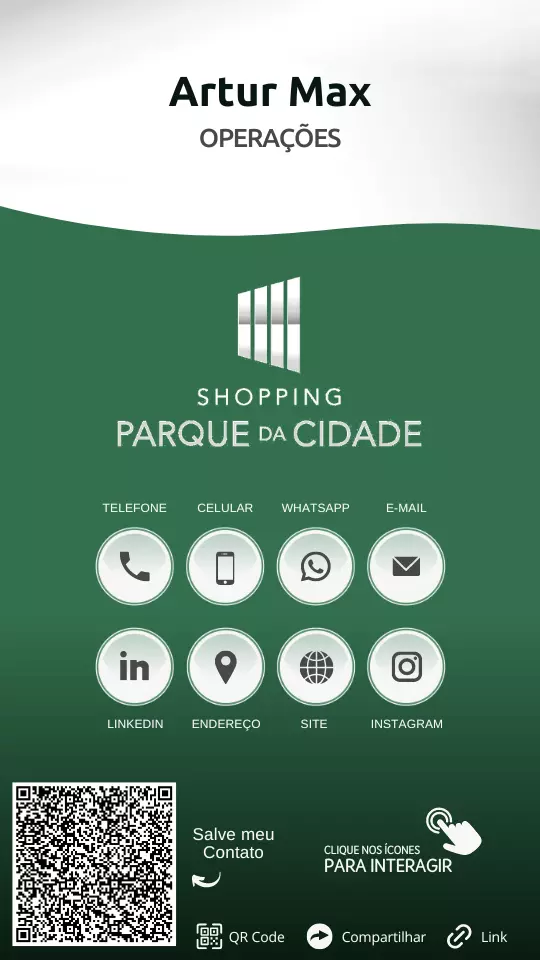 Artur Max
OPERAÇÕES
SHOPPING
PARQUE DA CIDADE
TELEFONE CELULAR WHATSAPP E-MAIL
LINKEDIN ENDEREÇO SITE INSTAGRAM
Salve meu
Contato
CLIQUE NOS ÍCONES
PARA INTERAGIR
QR Code Compartilhar Link